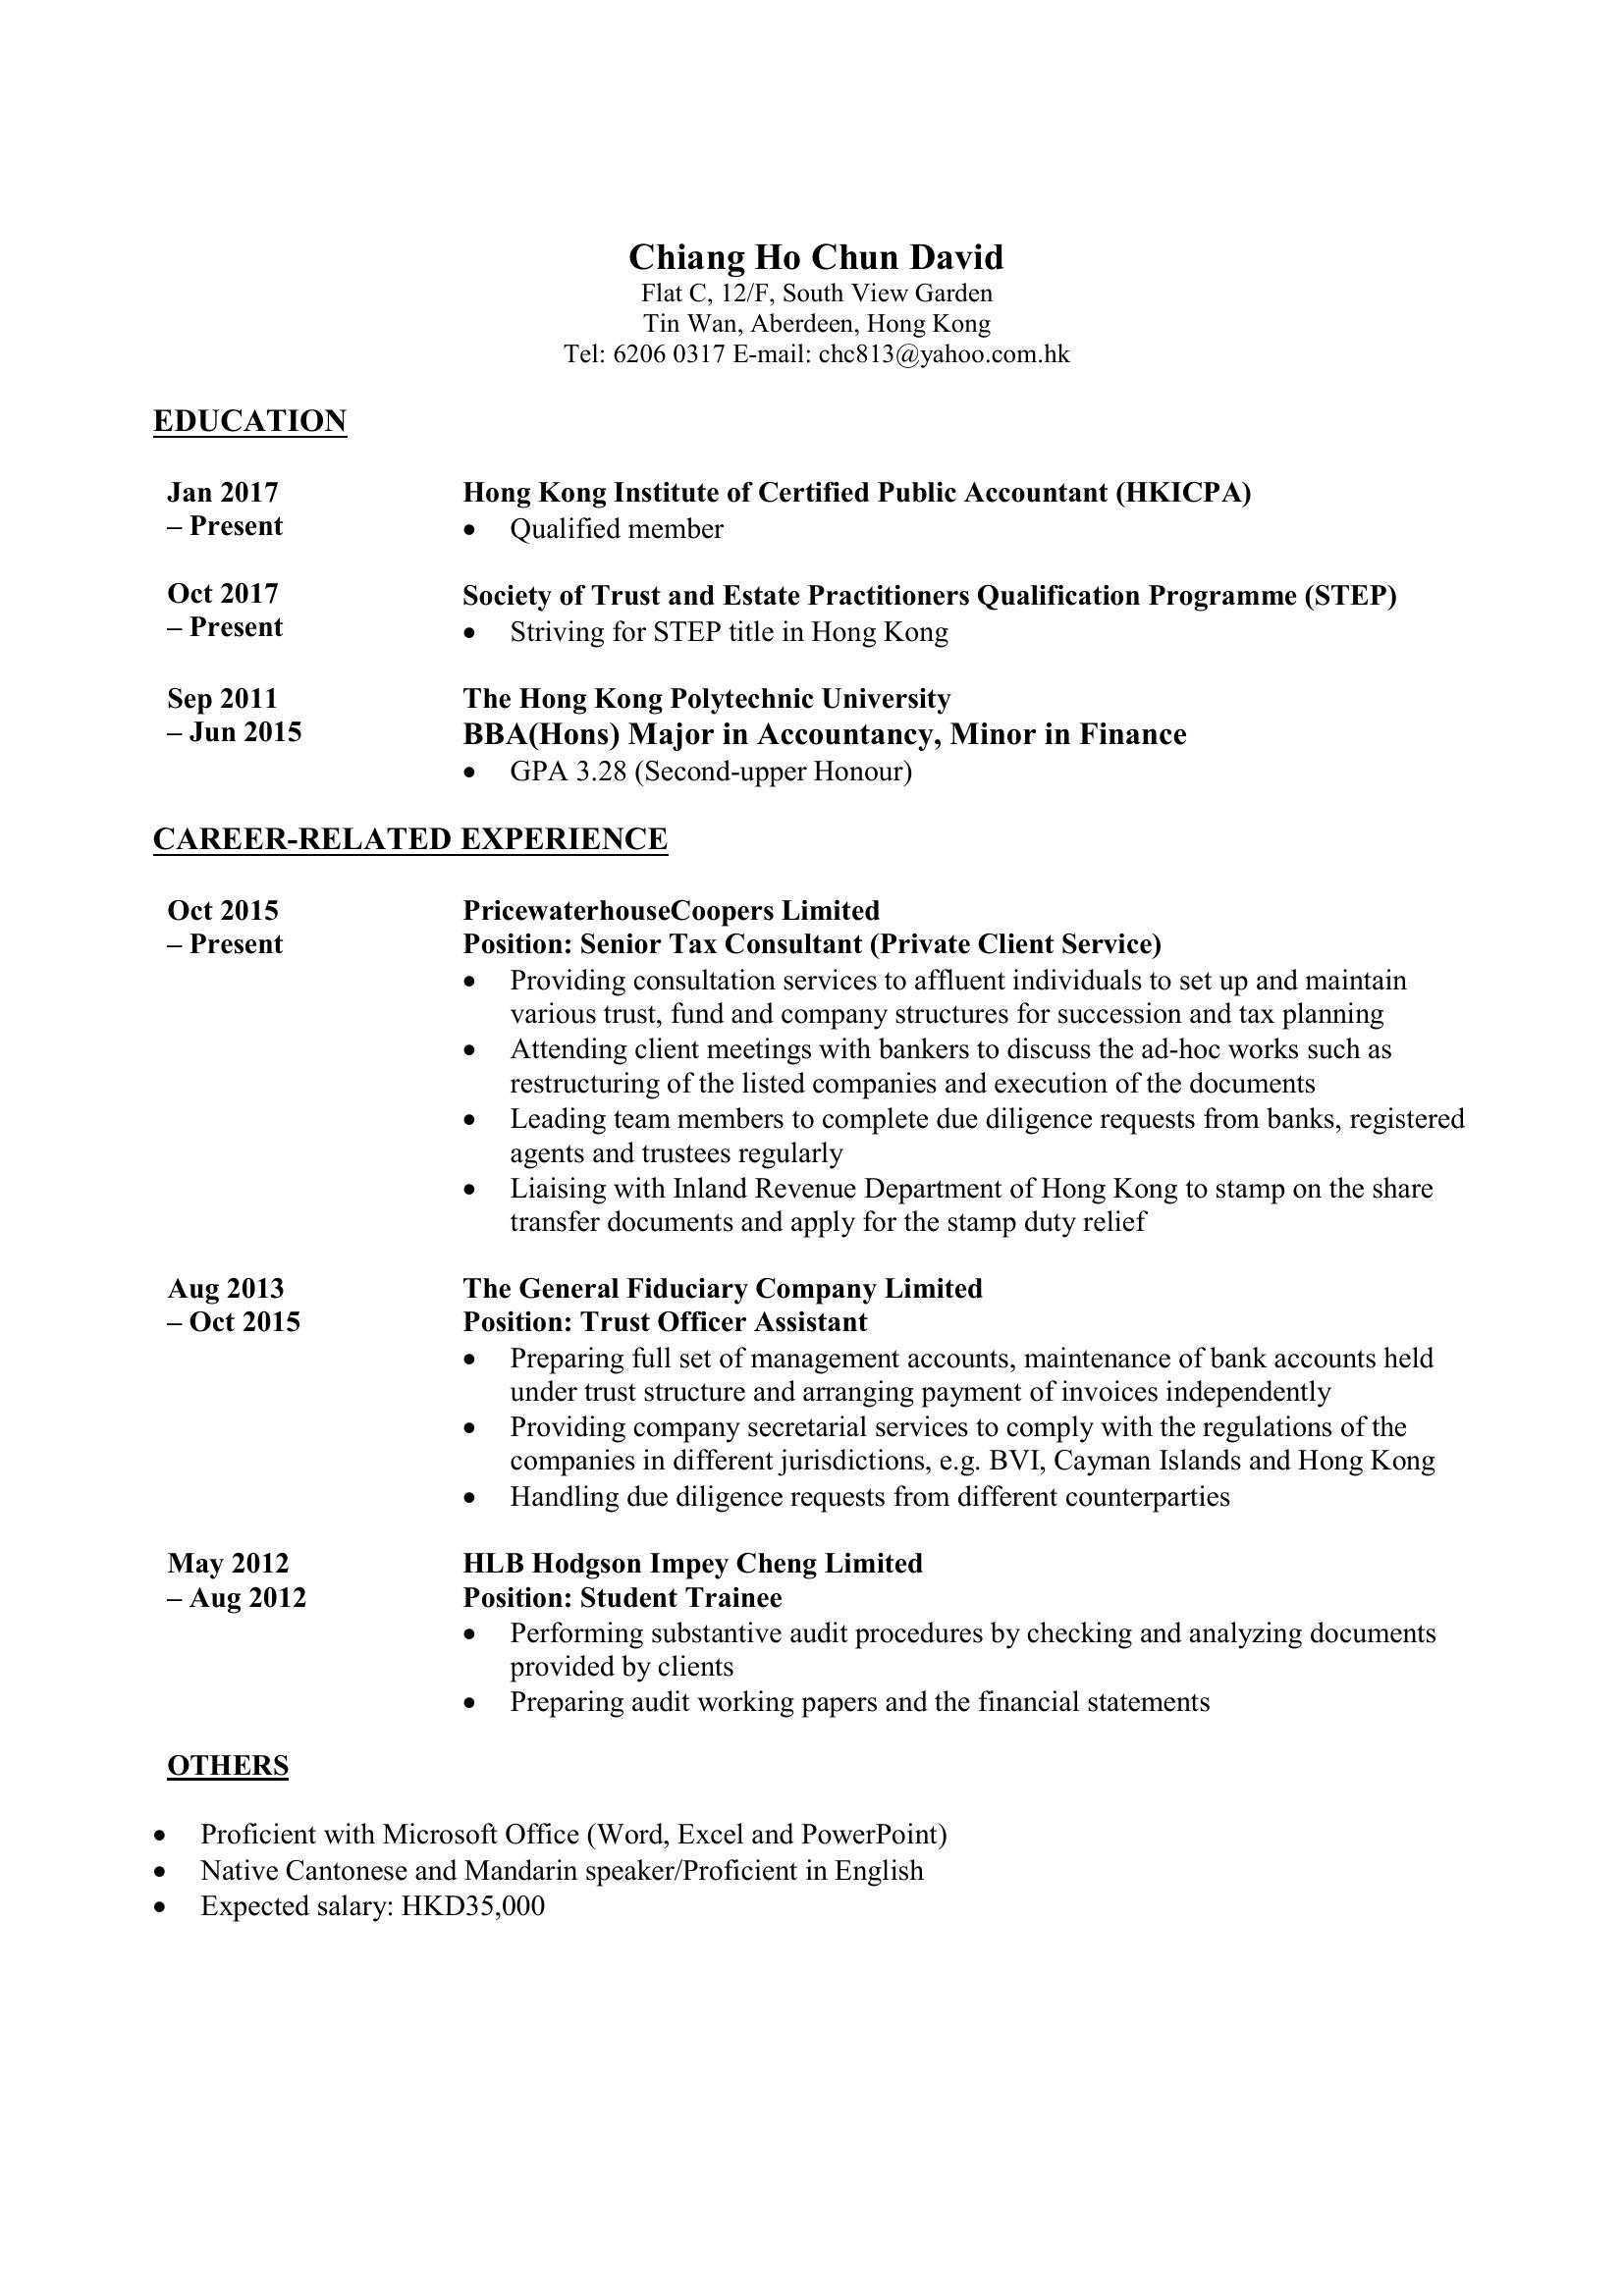 Chiang Ho Chun David
Flat C, 12/F, South View Garden
Tin Wan, Aberdeen, Hong Kong
Tel: 6206 0317 E-mail: chc813@yahoo.com.hk
EDUCATION
Jan 2017
– Present
Hong Kong Institute of Certified Public Accountant (HKICPA)
• Qualified member
Oct 2017
– Present
Society of Trust and Estate Practitioners Qualification Programme (STEP)
• Striving for STEP title in Hong Kong
Sep 2011
– Jun 2015
The Hong Kong Polytechnic University
BBA(Hons) Major in Accountancy, Minor in Finance
• GPA 3.28 (Second-upper Honour)
CAREER-RELATED EXPERIENCE
Oct 2015
– Present
PricewaterhouseCoopers Limited
Position: Senior Tax Consultant (Private Client Service)
• Providing consultation services to affluent individuals to set up and maintain
various trust, fund and company structures for succession and tax planning
• Attending client meetings with bankers to discuss the ad-hoc works such as
restructuring of the listed companies and execution of the documents
• Leading team members to complete due diligence requests from banks, registered
agents and trustees regularly
• Liaising with Inland Revenue Department of Hong Kong to stamp on the share
transfer documents and apply for the stamp duty relief
Aug 2013
– Oct 2015
The General Fiduciary Company Limited
Position: Trust Officer Assistant
• Preparing full set of management accounts, maintenance of bank accounts held
under trust structure and arranging payment of invoices independently
• Providing company secretarial services to comply with the regulations of the
companies in different jurisdictions, e.g. BVI, Cayman Islands and Hong Kong
• Handling due diligence requests from different counterparties
May 2012
– Aug 2012
HLB Hodgson Impey Cheng Limited
Position: Student Trainee
• Performing substantive audit procedures by checking and analyzing documents
provided by clients
• Preparing audit working papers and the financial statements
OTHERS
• Proficient with Microsoft Office (Word, Excel and PowerPoint)
• Native Cantonese and Mandarin speaker/Proficient in English
• Expected salary: HKD35,000